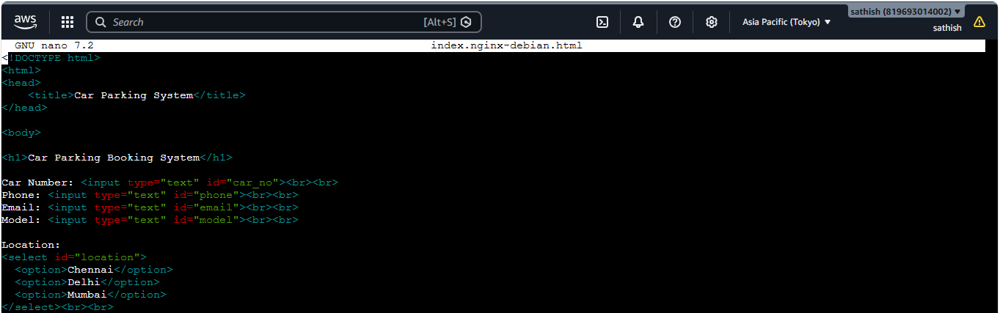 aws
Search
[Alt+S]
Asia Pacific (Tokyo)
sathish (819693014002)
sathish
GNU nano 7.2 index.nginx-debian.html
<!DOCTYPE html>
<html>
<head>
    <title>Car Parking System</title>
</head>
<body>
<h1>Car Parking Booking System</h1>
Car Number: <input type="text" id="car_no"><br><br>
Phone: <input type="text" id="phone"><br><br>
Email: <input type="text" id="email"><br><br>
Model: <input type="text" id="model"><br><br>
Location:
<select id="location">
  <option>Chennai</option>
  <option>Delhi</option>
  <option>Mumbai</option>
</select><br><br>